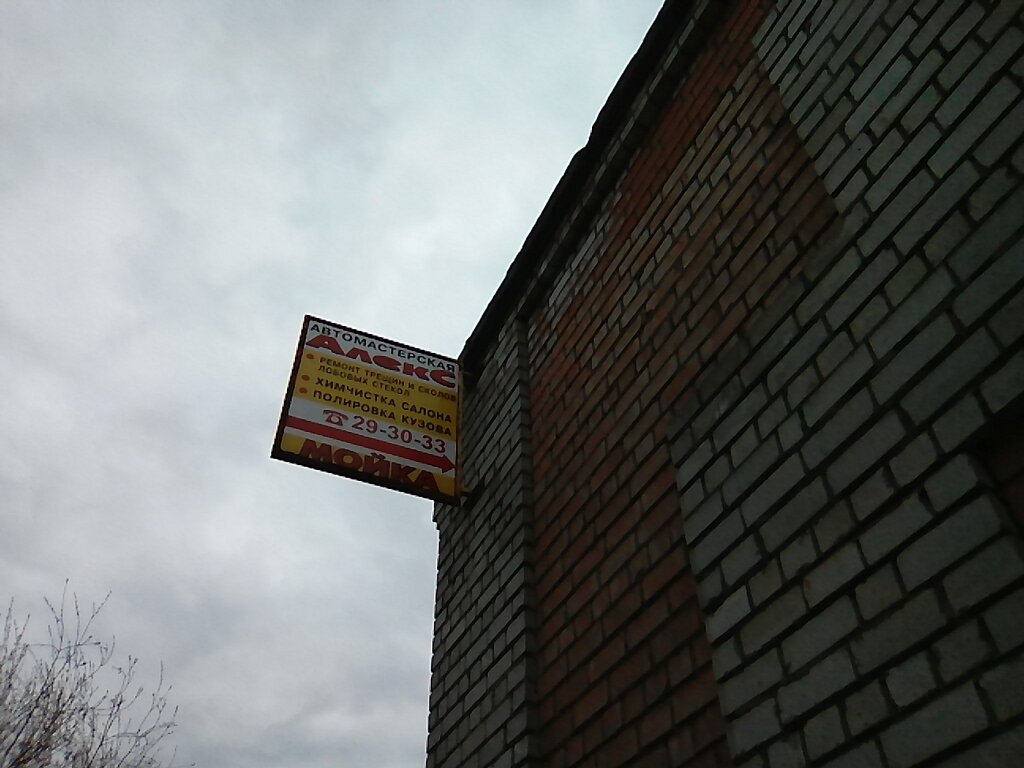 АВТОМАСТЕРСКАЯ
АлекС
• РЕМОНТ ТРЕЩИН И СКОЛОВ
ЛОБОВЫХ СТЕКОЛ
• ХИМЧИСТКА САЛОНА
• ПОЛИРОВКА КУЗОВА
☎ 29-30-33
МОЙКА